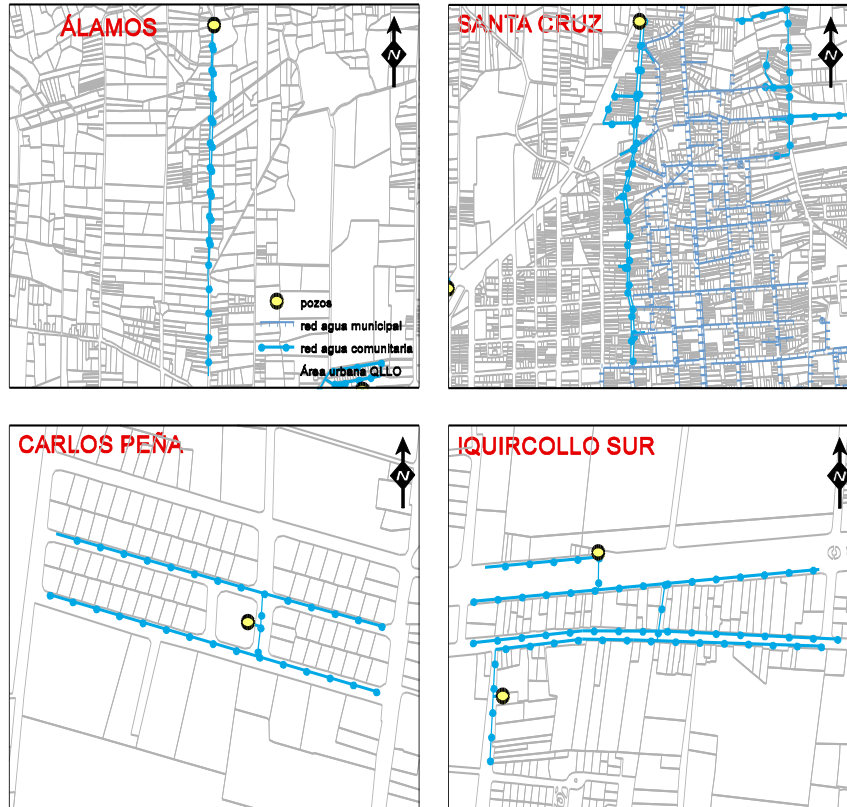 ÁLAMOS
N
pozos
red agua municipal
red agua comunitaria
Área urbana QLLO
SANTA CRUZ
N
CARLOS PEÑA
N
IQUIRCOLLO SUR
N